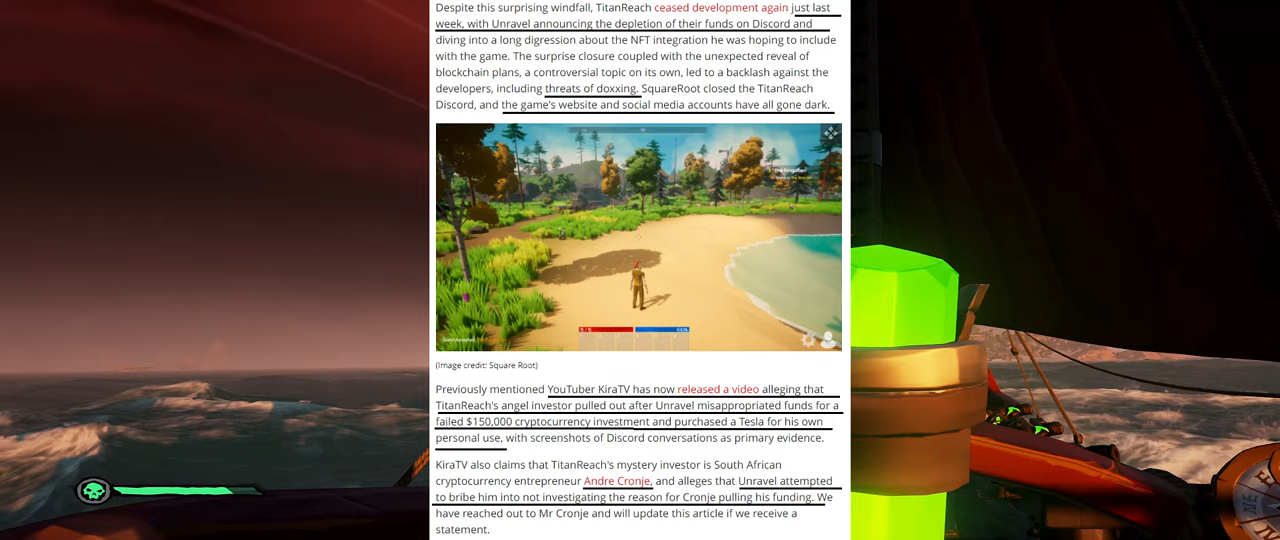 Despite this surprising windfall, TitanReach ceased development again just last
week, with Unravel announcing the depletion of their funds on Discord and
diving into a long digression about the NFT integration he was hoping to include
with the game. The surprise closure coupled with the unexpected reveal of
blockchain plans, a controversial topic on its own, led to a backlash against the
developers, including threats of doxxing. SquareRoot closed the TitanReach
Discord, and the game's website and social media accounts have all gone dark.
(Image credit: Square Root)
Previously mentioned YouTuber KiraTV has now released a video alleging that
TitanReach's angel investor pulled out after Unravel misappropriated funds for a
failed $150,000 cryptocurrency investment and purchased a Tesla for his own
personal use, with screenshots of Discord conversations as primary evidence.
KiraTV also claims that TitanReach's mystery investor is South African
cryptocurrency entrepreneur Andre Cronje, and alleges that Unravel attempted
to bribe him into not investigating the reason for Cronje pulling his funding. We
have reached out to Mr Cronje and will update this article if we receive a
statement.